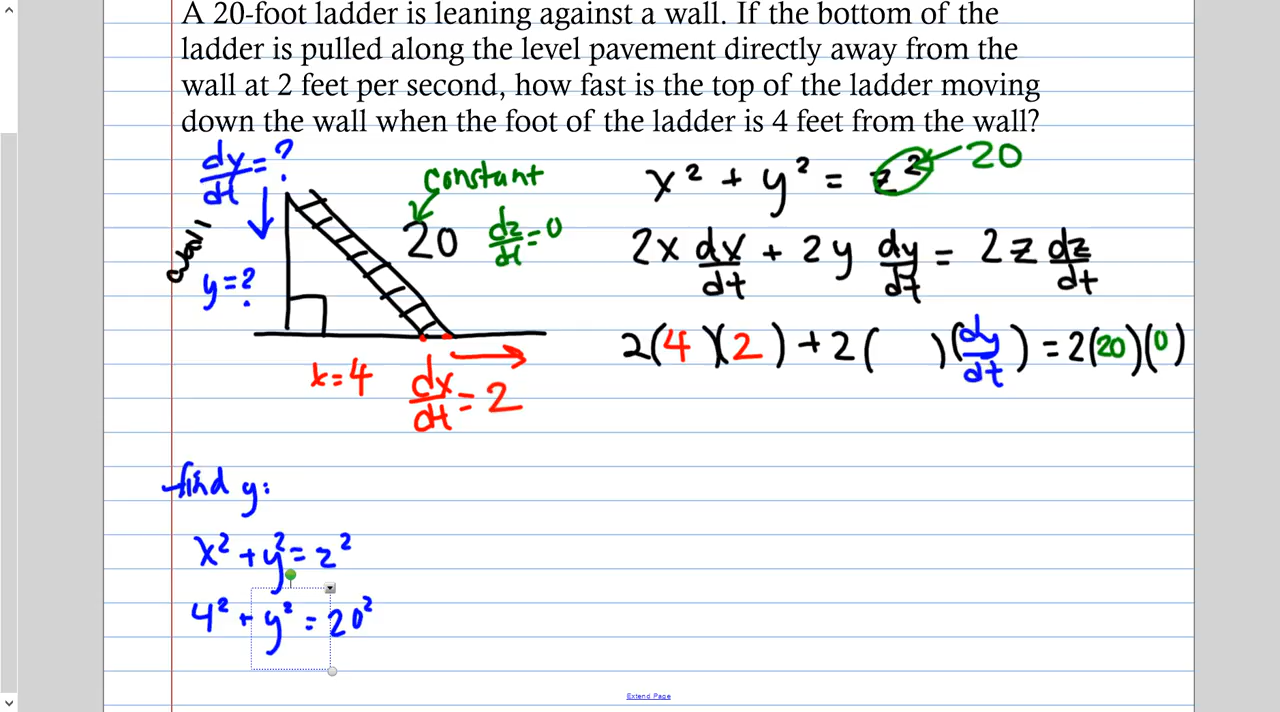 A 20-foot ladder is leaning against a wall. If the bottom of the
ladder is pulled along the level pavement directly away from the
wall at 2 feet per second, how fast is the top of the ladder moving
down the wall when the foot of the ladder is 4 feet from the wall?
dy/dt = ?
wall
y = ?
constant
20 dz/dt = 0
x = 4 dx/dt = 2
x² + y² = z² 20
2x dx/dt + 2y dy/dt = 2z dz/dt
2(4)(2) + 2( )(dy/dt) = 2(20)(0)
find y:
x² + y² = z²
4² + y² = 20²
Extend Page